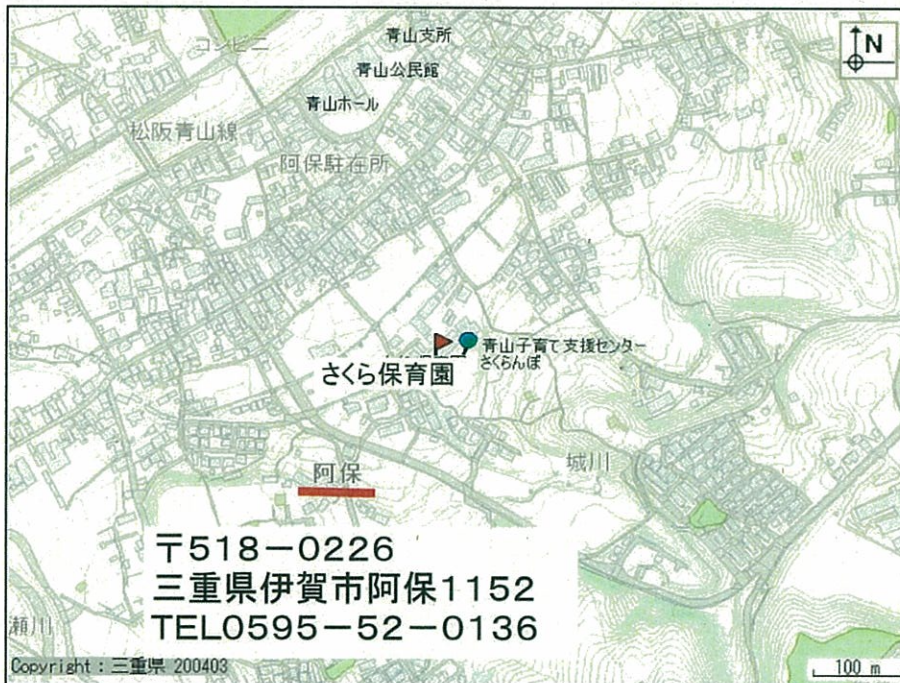 コンビニ
青山支所
N
青山公民館
青山ホール
松阪青山線
阿保駐在所
青山子育て支援センター
さくらんぼ
さくら保育園
城川
阿保
〒518-0226
三重県伊賀市阿保1152
TEL0595-52-0136
瀬川
Copyright : 三重県 200403
100 m